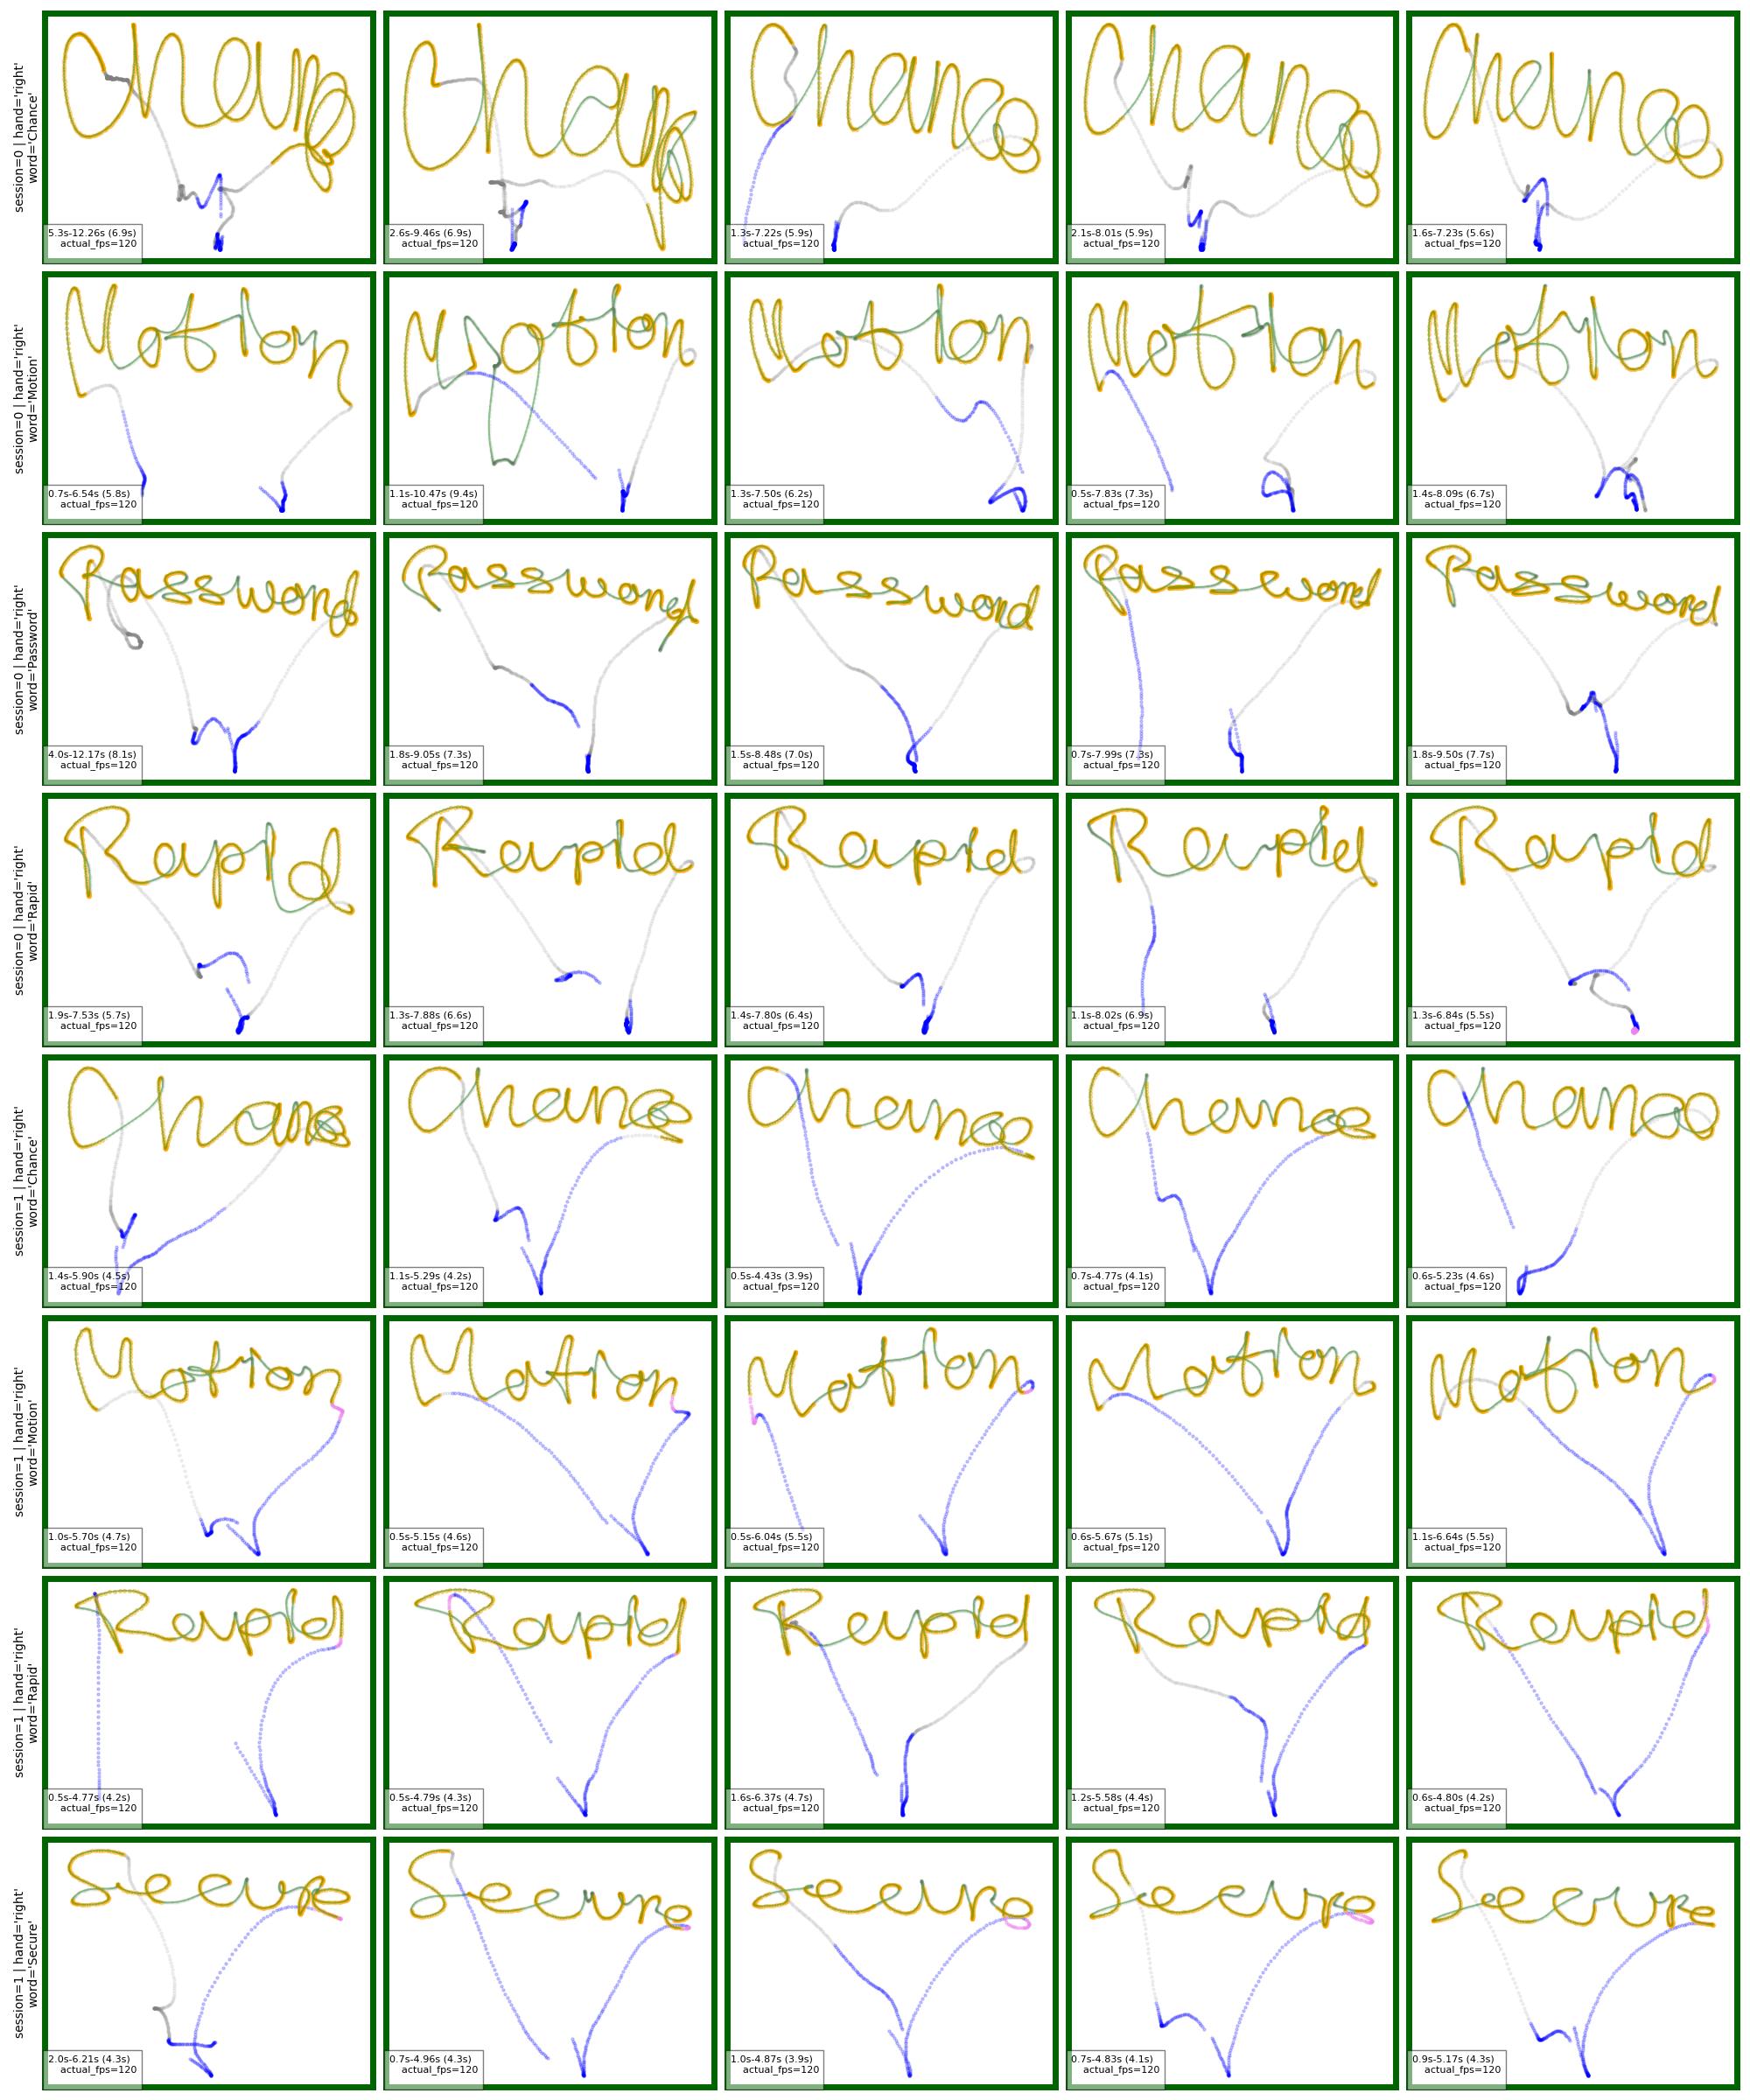 session=0 | hand='right'
word='Chance'
Chance Chance Chance Chance Chance
5.3s-12.26s (6.9s) 2.6s-9.46s (6.9s) 1.3s-7.22s (5.9s) 2.1s-8.01s (5.9s) 1.6s-7.23s (5.6s)
actual_fps=120 actual_fps=120 actual_fps=120 actual_fps=120 actual_fps=120
session=0 | hand='right'
word='Motion'
Motion Motion Motion Motion Motion
0.7s-6.54s (5.8s) 1.1s-10.47s (9.4s) 1.3s-7.50s (6.2s) 0.5s-7.83s (7.3s) 1.4s-8.09s (6.7s)
actual_fps=120 actual_fps=120 actual_fps=120 actual_fps=120 actual_fps=120
session=0 | hand='right'
word='Password'
Password Password Password Password Password
4.0s-12.17s (8.1s) 1.8s-9.05s (7.3s) 1.5s-8.48s (7.0s) 0.7s-7.99s (7.3s) 1.8s-9.50s (7.7s)
actual_fps=120 actual_fps=120 actual_fps=120 actual_fps=120 actual_fps=120
session=0 | hand='right'
word='Rapid'
Rapid Rapid Rapid Rapid Rapid
1.9s-7.53s (5.7s) 1.3s-7.88s (6.6s) 1.4s-7.80s (6.4s) 1.1s-8.02s (6.9s) 1.3s-6.84s (5.5s)
actual_fps=120 actual_fps=120 actual_fps=120 actual_fps=120 actual_fps=120
session=1 | hand='right'
word='Chance'
Chance Chance Chance Chance Chance
1.4s-5.90s (4.5s) 1.1s-5.29s (4.2s) 0.5s-4.43s (3.9s) 0.7s-4.77s (4.1s) 0.6s-5.23s (4.6s)
actual_fps=120 actual_fps=120 actual_fps=120 actual_fps=120 actual_fps=120
session=1 | hand='right'
word='Motion'
Motion Motion Motion Motion Motion
1.0s-5.70s (4.7s) 0.5s-5.15s (4.6s) 0.5s-6.04s (5.5s) 0.6s-5.67s (5.1s) 1.1s-6.64s (5.5s)
actual_fps=120 actual_fps=120 actual_fps=120 actual_fps=120 actual_fps=120
session=1 | hand='right'
word='Rapid'
Rapid Rapid Rapid Rapid Rapid
0.5s-4.77s (4.2s) 0.5s-4.79s (4.3s) 1.6s-6.37s (4.7s) 1.2s-5.58s (4.4s) 0.6s-4.80s (4.2s)
actual_fps=120 actual_fps=120 actual_fps=120 actual_fps=120 actual_fps=120
session=1 | hand='right'
word='Secure'
Secure Secure Secure Secure Secure
2.0s-6.21s (4.3s) 0.7s-4.96s (4.3s) 1.0s-4.87s (3.9s) 0.7s-4.83s (4.1s) 0.9s-5.17s (4.3s)
actual_fps=120 actual_fps=120 actual_fps=120 actual_fps=120 actual_fps=120